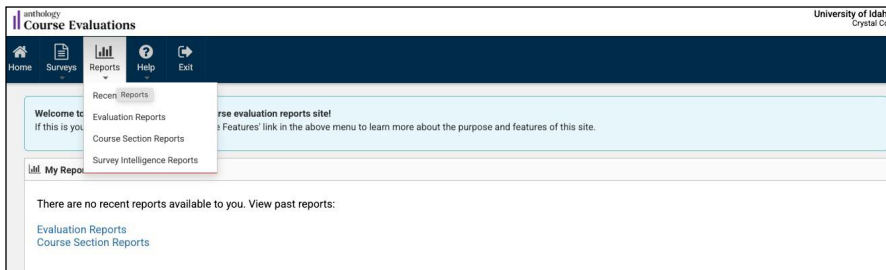 anthology
Course Evaluations
University of Idah
Crystal Co
Home
Surveys
Reports
Help
Exit
Recen
Reports
Evaluation Reports
Course Section Reports
Survey Intelligence Reports
Welcome to rse evaluation reports site!
If this is you e Features' link in the above menu to learn more about the purpose and features of this site.
My Repo
There are no recent reports available to you. View past reports:
Evaluation Reports
Course Section Reports